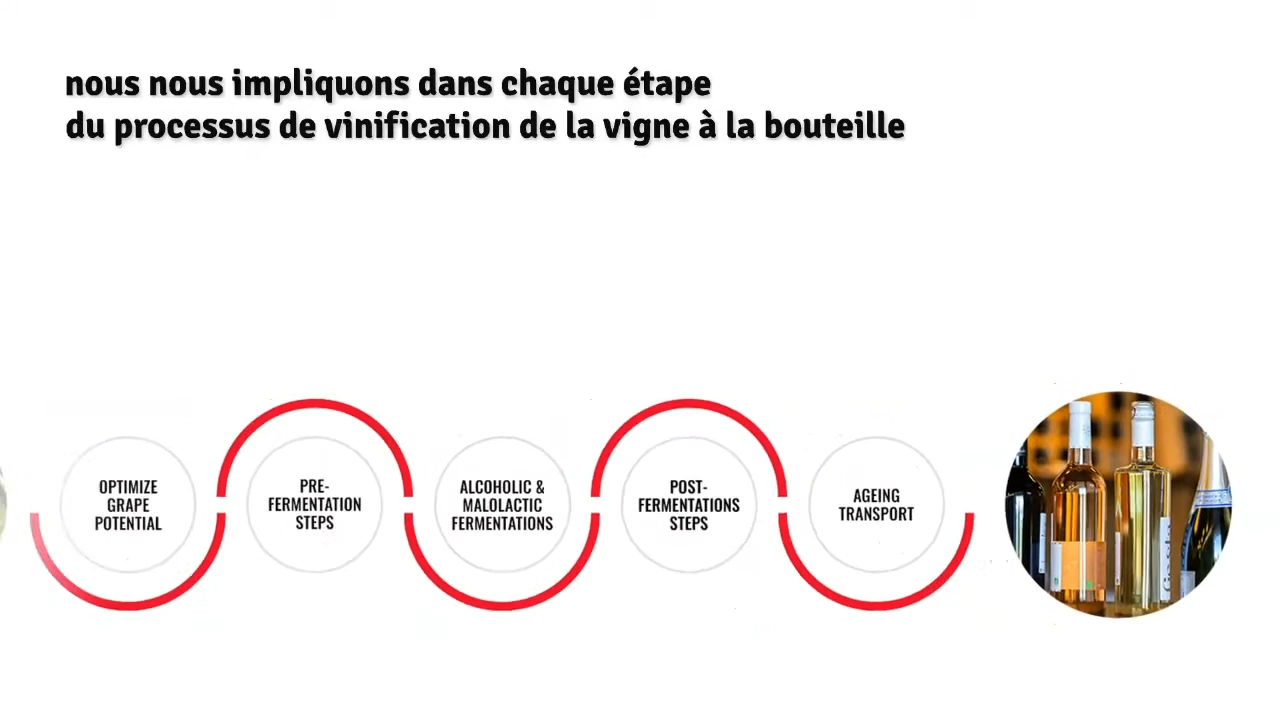 nous nous impliquons dans chaque étape
du processus de vinification de la vigne à la bouteille
OPTIMIZE
GRAPE
POTENTIAL
PRE-
FERMENTATION
STEPS
ALCOHOLIC &
MALOLACTIC
FERMENTATIONS
POST-
FERMENTATIONS
STEPS
AGEING
TRANSPORT